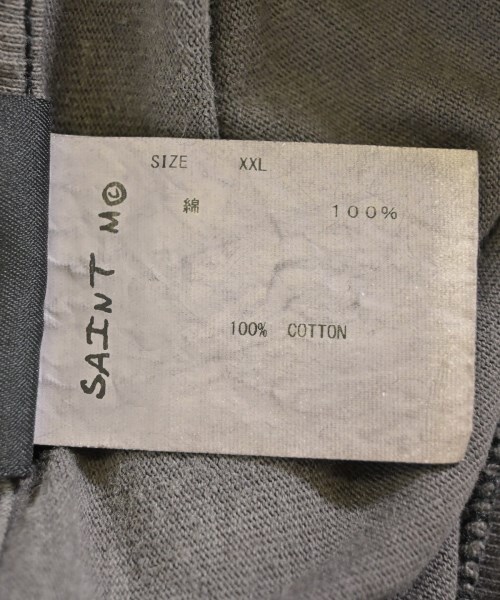 SIZE XXL
綿 100%
100% COTTON
SAINT M©